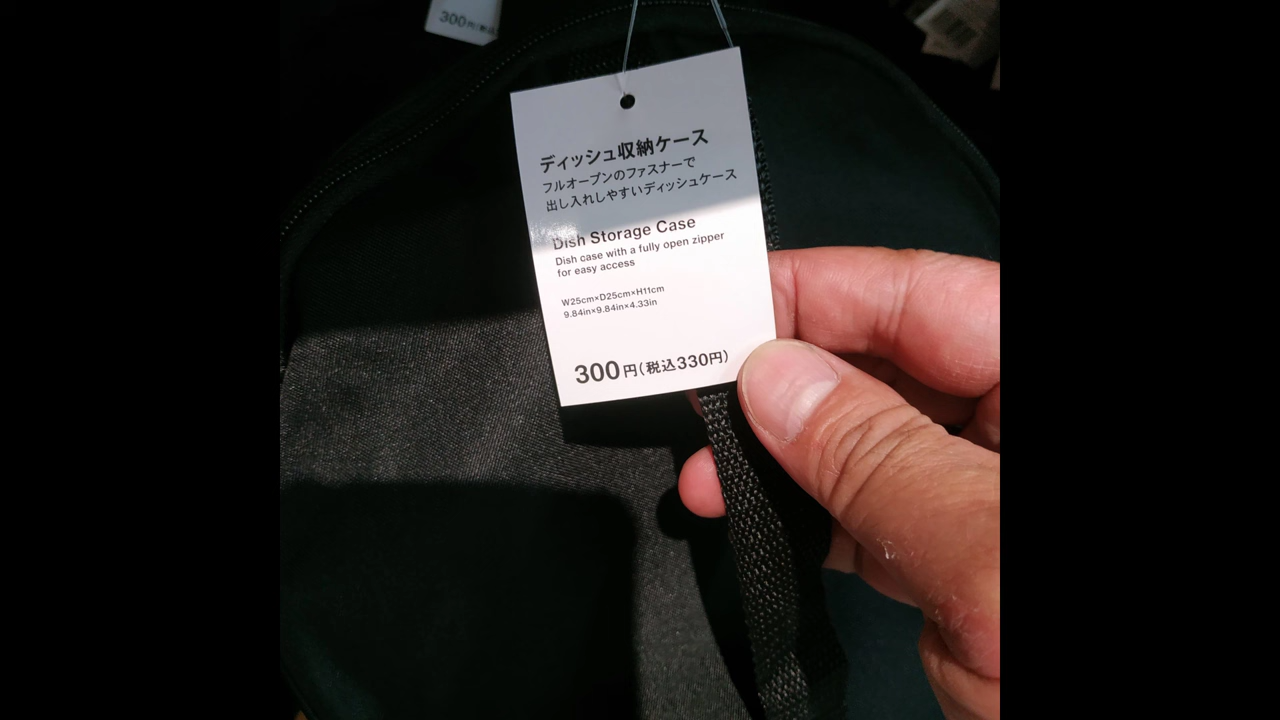 300円(税込
ディッシュ収納ケース
フルオープンのファスナーで
出し入れしやすいディッシュケース
Dish Storage Case
Dish case with a fully open zipper
for easy access
W25cm×D25cm×H11cm
9.84in×9.84in×4.33in
300円(税込330円)